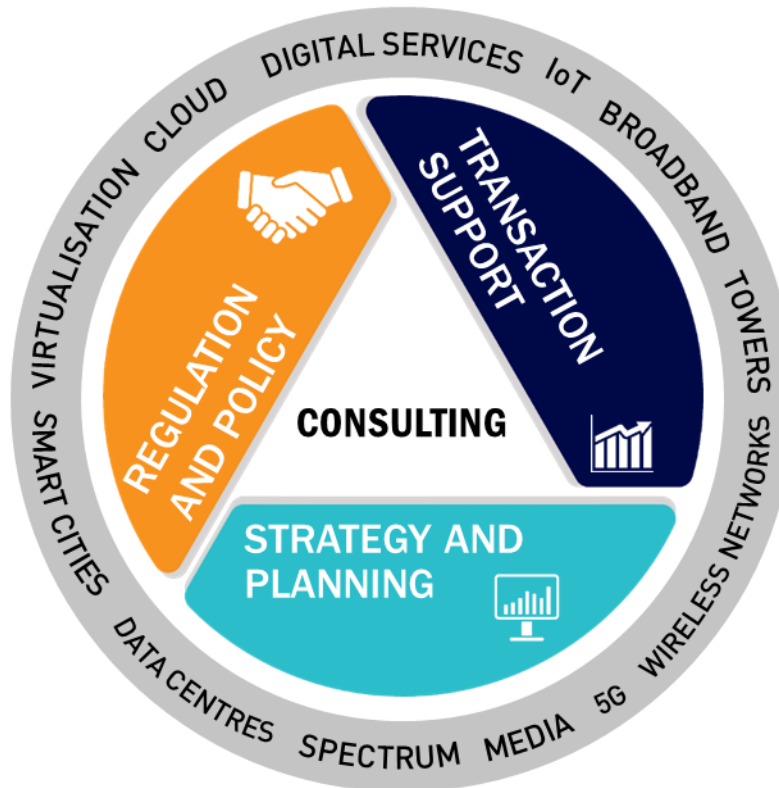 DIGITAL SERVICES
IoT
BROADBAND
TOWERS
WIRELESS NETWORKS
5G
MEDIA
SPECTRUM
DATA CENTRES
SMART CITIES
VIRTUALISATION
CLOUD
REGULATION
AND POLICY
TRANSACTION
SUPPORT
CONSULTING
STRATEGY AND
PLANNING